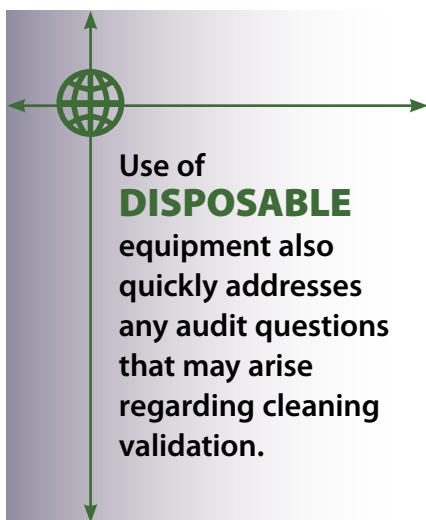 Use of
DISPOSABLE
equipment also
quickly addresses
any audit questions
that may arise
regarding cleaning
validation.